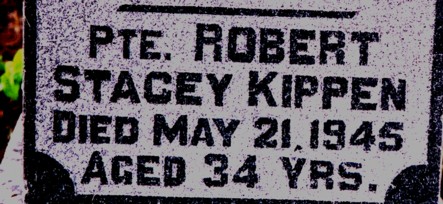 PTE. ROBERT
STACEY KIPPEN
DIED MAY 21, 1945
AGED 34 YRS.